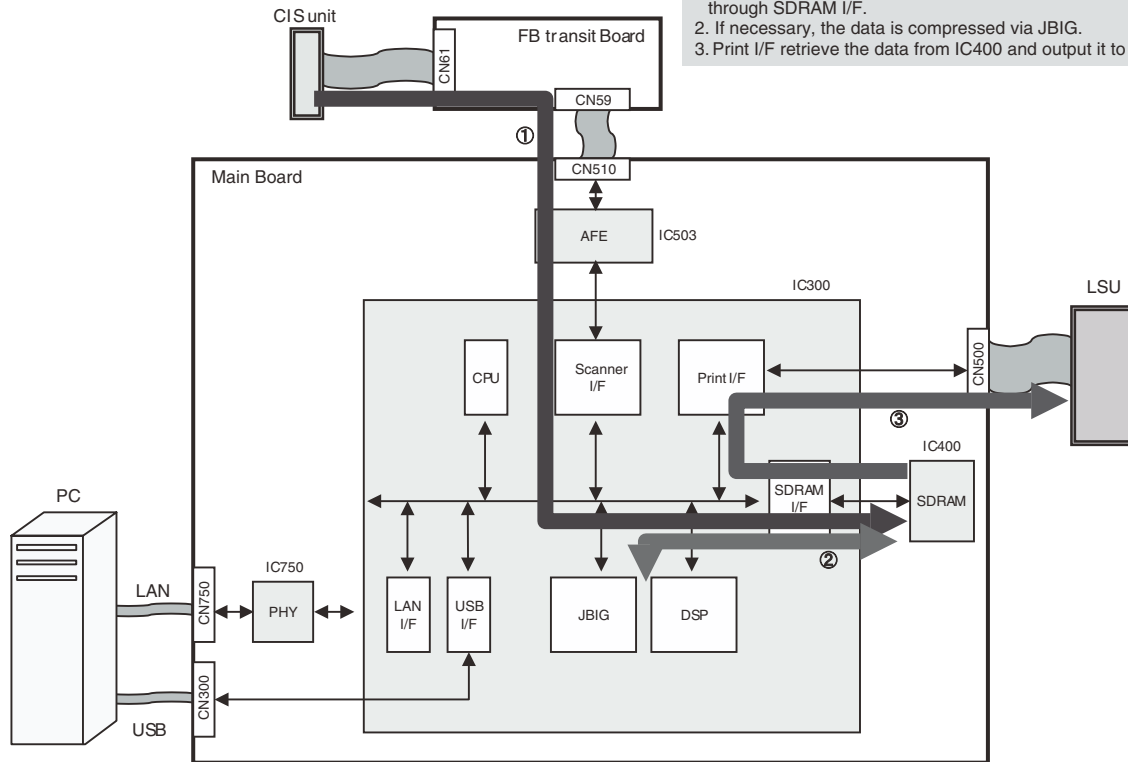 through SDRAM I/F.
2. If necessary, the data is compressed via JBIG.
3. Print I/F retrieve the data from IC400 and output it to
CIS unit
FB transit Board
CN61
CN59
①
CN510
Main Board
AFE
IC503
IC300
LSU
CPU
Scanner
I/F
Print I/F
CN500
③
IC400
SDRAM
I/F
SDRAM
PC
②
IC750
LAN
CN750
PHY
LAN
I/F
USB
I/F
JBIG
DSP
CN300
USB